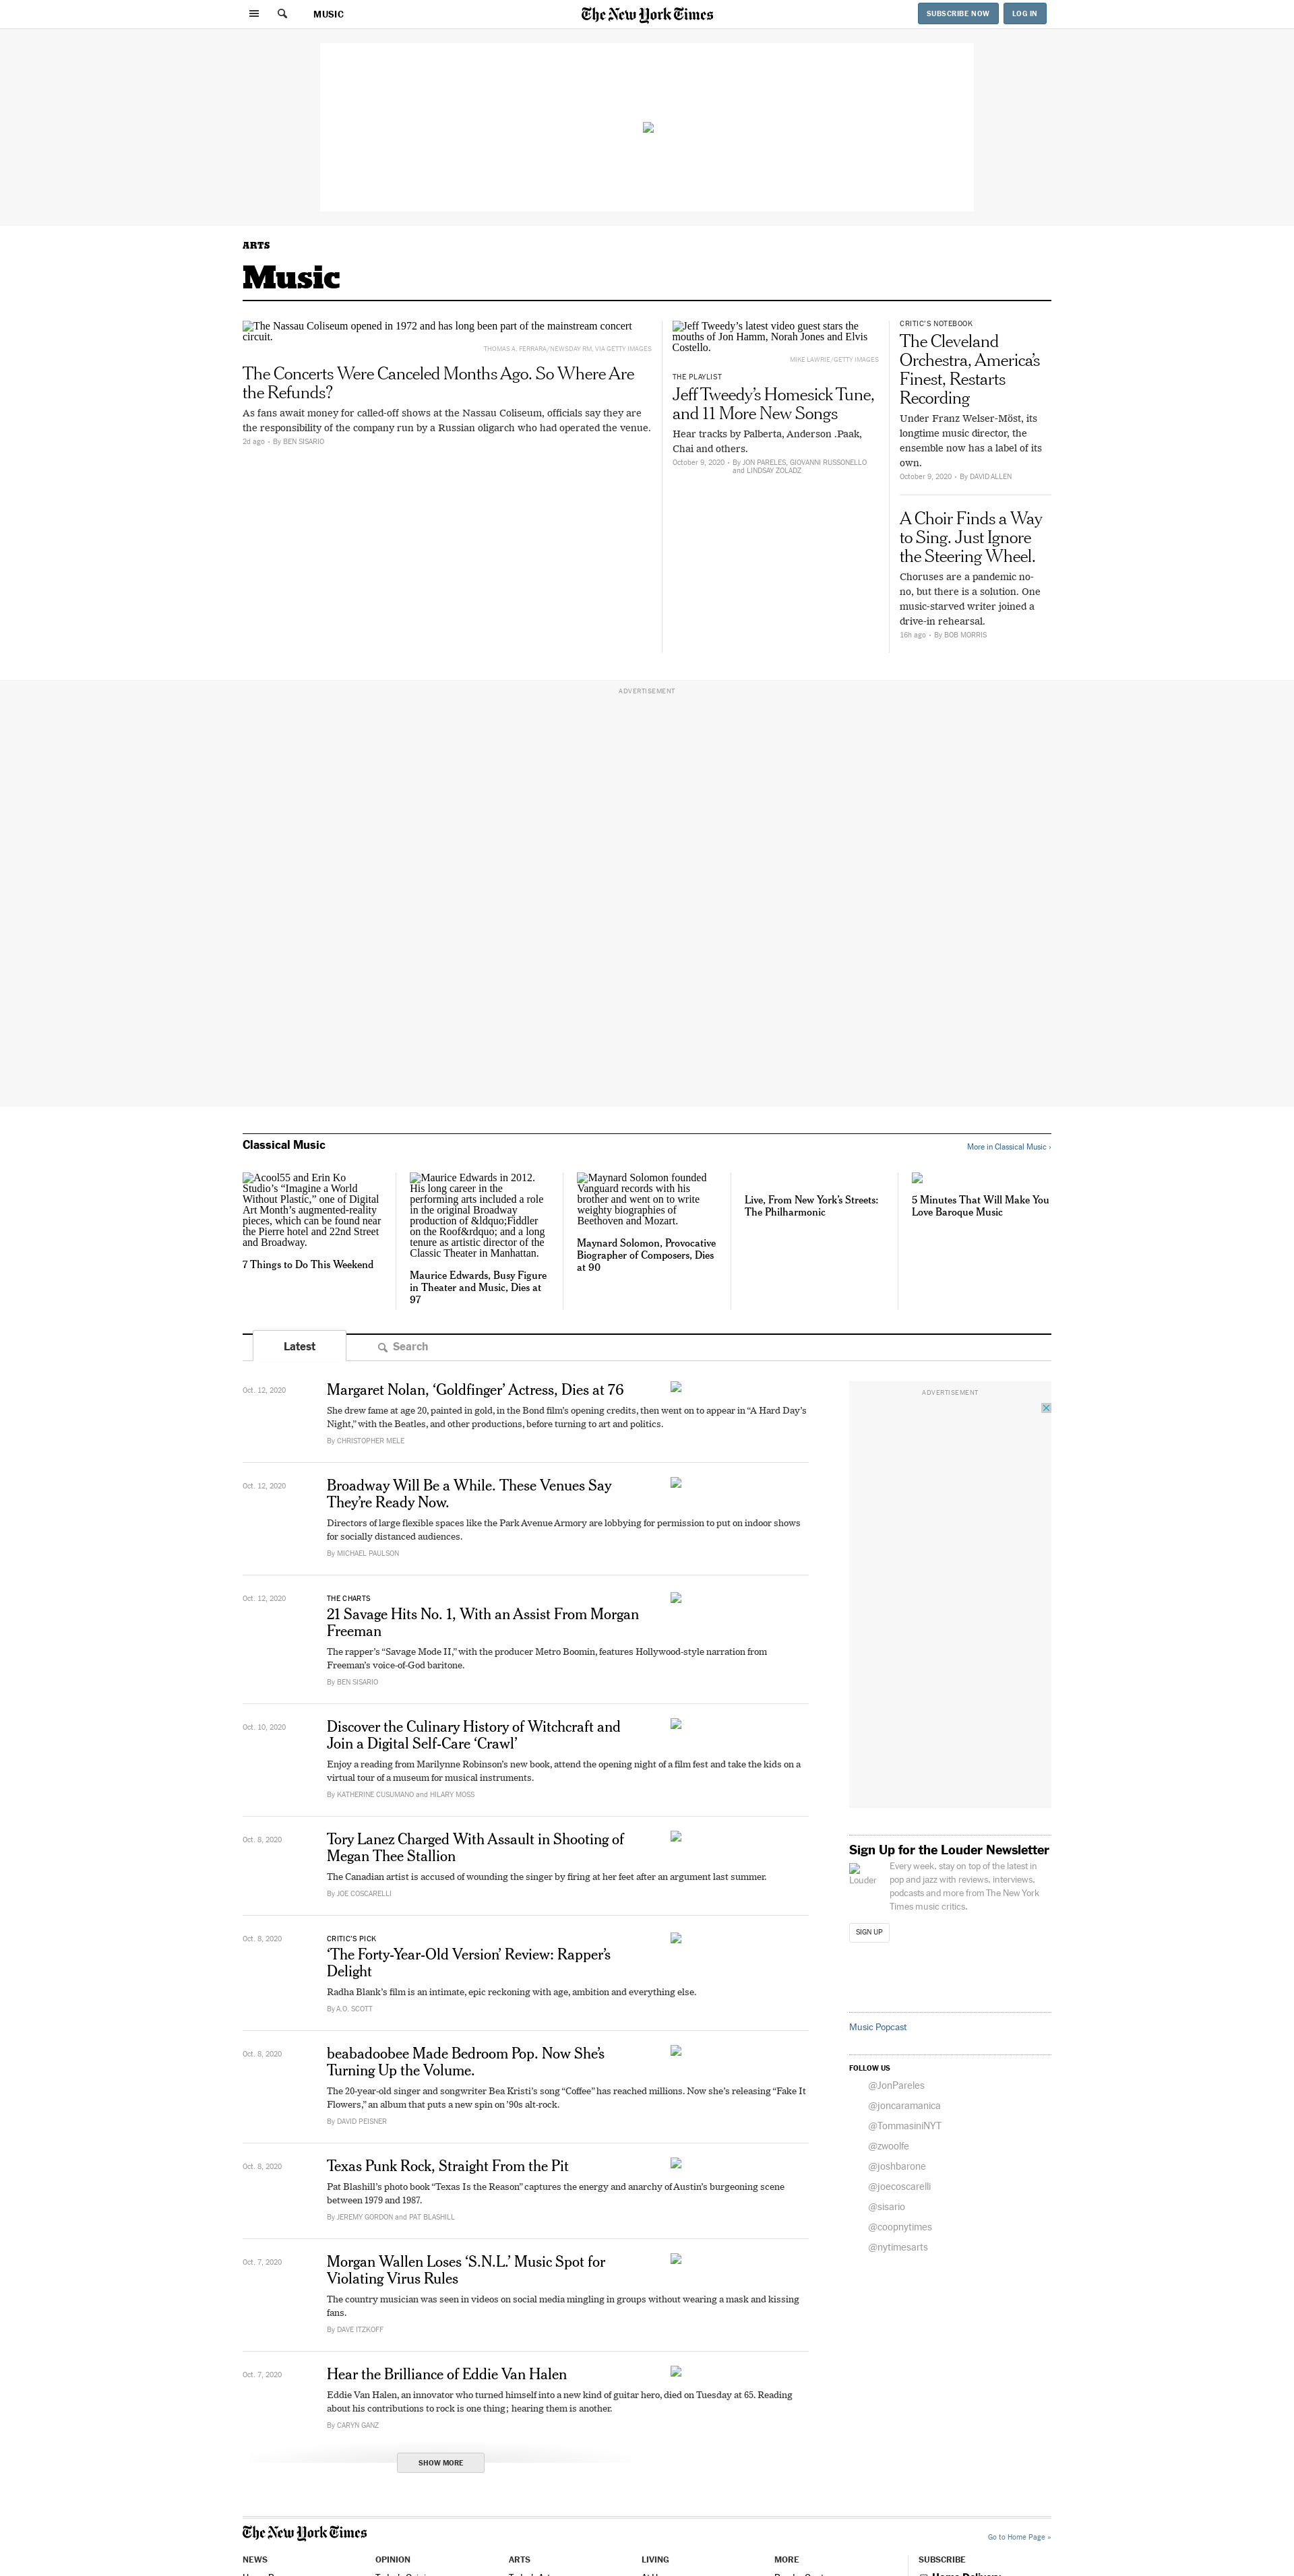 MUSIC
The New York Times
SUBSCRIBE NOW
LOG IN
ARTS
Music
The Nassau Coliseum opened in 1972 and has long been part of the mainstream concert
circuit.
THOMAS A. FERRARA/NEWSDAY RM, VIA GETTY IMAGES
The Concerts Were Canceled Months Ago. So Where Are
the Refunds?
As fans await money for called-off shows at the Nassau Coliseum, officials say they are
the responsibility of the company run by a Russian oligarch who had operated the venue.
2d ago - By BEN SISARIO
Jeff Tweedy’s latest video guest stars the
mouths of Jon Hamm, Norah Jones and Elvis
Costello.
MIKE LAWRIE/GETTY IMAGES
THE PLAYLIST
Jeff Tweedy’s Homesick Tune,
and 11 More New Songs
Hear tracks by Palberta, Anderson .Paak,
Chai and others.
October 9, 2020 - By JON PARELES, GIOVANNI RUSSONELLO
and LINDSAY ZOLADZ
CRITIC’S NOTEBOOK
The Cleveland
Orchestra, America’s
Finest, Restarts
Recording
Under Franz Welser-Möst, its
longtime music director, the
ensemble now has a label of its
own.
October 9, 2020 - By DAVID ALLEN
A Choir Finds a Way
to Sing. Just Ignore
the Steering Wheel.
Choruses are a pandemic no-
no, but there is a solution. One
music-starved writer joined a
drive-in rehearsal.
16h ago - By BOB MORRIS
ADVERTISEMENT
Classical Music
More in Classical Music ›
Acool55 and Erin Ko
Studio’s “Imagine a World
Without Plastic,” one of Digital
Art Month’s augmented-reality
pieces, which can be found near
the Pierre hotel and 22nd Street
and Broadway.
7 Things to Do This Weekend
Maurice Edwards in 2012.
His long career in the
performing arts included a role
in the original Broadway
production of &ldquo;Fiddler
on the Roof&rdquo; and a long
tenure as artistic director of the
Classic Theater in Manhattan.
Maurice Edwards, Busy Figure
in Theater and Music, Dies at
97
Maynard Solomon founded
Vanguard records with his
brother and went on to write
weighty biographies of
Beethoven and Mozart.
Maynard Solomon, Provocative
Biographer of Composers, Dies
at 90
Live, From New York’s Streets:
The Philharmonic
5 Minutes That Will Make You
Love Baroque Music
Latest
Search
Oct. 12, 2020
Margaret Nolan, ‘Goldfinger’ Actress, Dies at 76
She drew fame at age 20, painted in gold, in the Bond film’s opening credits, then went on to appear in “A Hard Day’s
Night,” with the Beatles, and other productions, before turning to art and politics.
By CHRISTOPHER MELE
Oct. 12, 2020
Broadway Will Be a While. These Venues Say
They’re Ready Now.
Directors of large flexible spaces like the Park Avenue Armory are lobbying for permission to put on indoor shows
for socially distanced audiences.
By MICHAEL PAULSON
Oct. 12, 2020
THE CHARTS
21 Savage Hits No. 1, With an Assist From Morgan
Freeman
The rapper’s “Savage Mode II,” with the producer Metro Boomin, features Hollywood-style narration from
Freeman’s voice-of-God baritone.
By BEN SISARIO
Oct. 10, 2020
Discover the Culinary History of Witchcraft and
Join a Digital Self-Care ‘Crawl’
Enjoy a reading from Marilynne Robinson’s new book, attend the opening night of a film fest and take the kids on a
virtual tour of a museum for musical instruments.
By KATHERINE CUSUMANO and HILARY MOSS
Oct. 8, 2020
Tory Lanez Charged With Assault in Shooting of
Megan Thee Stallion
The Canadian artist is accused of wounding the singer by firing at her feet after an argument last summer.
By JOE COSCARELLI
Oct. 8, 2020
CRITIC’S PICK
‘The Forty-Year-Old Version’ Review: Rapper’s
Delight
Radha Blank’s film is an intimate, epic reckoning with age, ambition and everything else.
By A.O. SCOTT
Oct. 8, 2020
beabadoobee Made Bedroom Pop. Now She’s
Turning Up the Volume.
The 20-year-old singer and songwriter Bea Kristi’s song “Coffee” has reached millions. Now she’s releasing “Fake It
Flowers,” an album that puts a new spin on ’90s alt-rock.
By DAVID PEISNER
Oct. 8, 2020
Texas Punk Rock, Straight From the Pit
Pat Blashill’s photo book “Texas Is the Reason” captures the energy and anarchy of Austin’s burgeoning scene
between 1979 and 1987.
By JEREMY GORDON and PAT BLASHILL
Oct. 7, 2020
Morgan Wallen Loses ‘S.N.L.’ Music Spot for
Violating Virus Rules
The country musician was seen in videos on social media mingling in groups without wearing a mask and kissing
fans.
By DAVE ITZKOFF
Oct. 7, 2020
Hear the Brilliance of Eddie Van Halen
Eddie Van Halen, an innovator who turned himself into a new kind of guitar hero, died on Tuesday at 65. Reading
about his contributions to rock is one thing; hearing them is another.
By CARYN GANZ
SHOW MORE
ADVERTISEMENT
Sign Up for the Louder Newsletter
Louder
Every week, stay on top of the latest in
pop and jazz with reviews, interviews,
podcasts and more from The New York
Times music critics.
SIGN UP
Music Popcast
FOLLOW US
@JonPareles
@joncaramanica
@TommasiniNYT
@zwoolfe
@joshbarone
@joecoscarelli
@sisario
@coopnytimes
@nytimesarts
The New York Times
Go to Home Page »
NEWS
OPINION
ARTS
LIVING
MORE
SUBSCRIBE